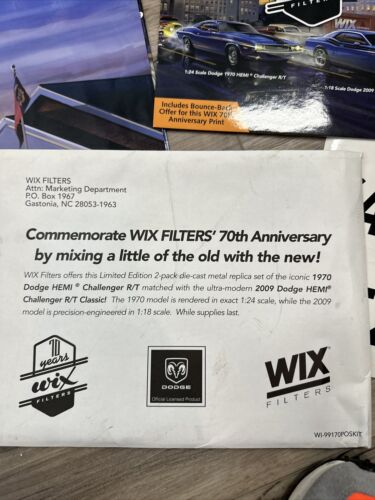 WIX
FILTERS
1:24 Scale Dodge 1970 HEMI® Challenger R/T
1:18 Scale Dodge 2009
Includes Bounce-Back
Offer for this WIX 70th
Anniversary Print
WIX FILTERS
Attn: Marketing Department
P.O. Box 1967
Gastonia, NC 28053-1963
Commemorate WIX FILTERS' 70th Anniversary
by mixing a little of the old with the new!
WIX Filters offers this Limited Edition 2-pack die-cast metal replica set of the iconic 1970
Dodge HEMI® Challenger R/T matched with the ultra-modern 2009 Dodge HEMI®
Challenger R/T Classic! The 1970 model is rendered in exact 1:24 scale, while the 2009
model is precision-engineered in 1:18 scale. While supplies last.
70
years
wix
FILTERS
DODGE
Official Licensed Product
WIX®
FILTERS
WI-99170POSKIT